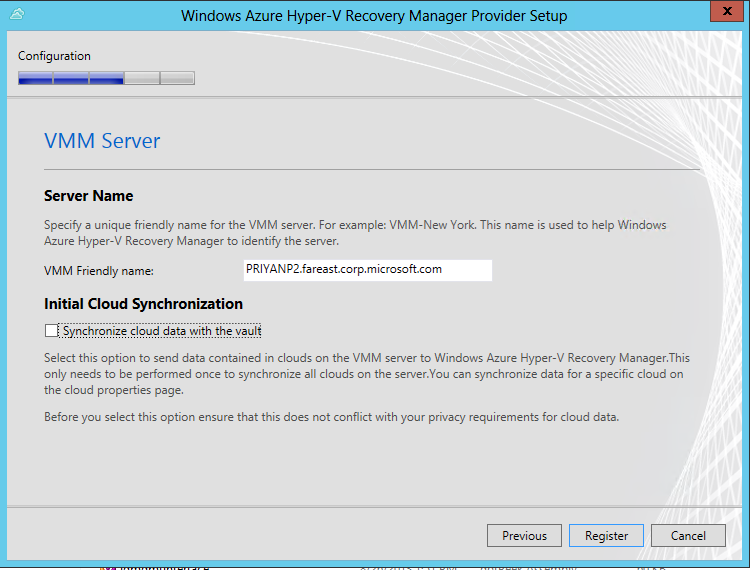 Windows Azure Hyper-V Recovery Manager Provider Setup
x
Configuration
VMM Server
Server Name
Specify a unique friendly name for the VMM server. For example: VMM-New York. This name is used to help Windows
Azure Hyper-V Recovery Manager to identify the server.
VMM Friendly name:
PRIYANP2.fareast.corp.microsoft.com
Initial Cloud Synchronization
Synchronize cloud data with the vault
Select this option to send data contained in clouds on the VMM server to Windows Azure Hyper-V Recovery Manager.This
only needs to be performed once to synchronize all clouds on the server.You can synchronize data for a specific cloud on
the cloud properties page.
Before you select this option ensure that this does not conflict with your privacy requirements for cloud data.
Previous
Register
Cancel